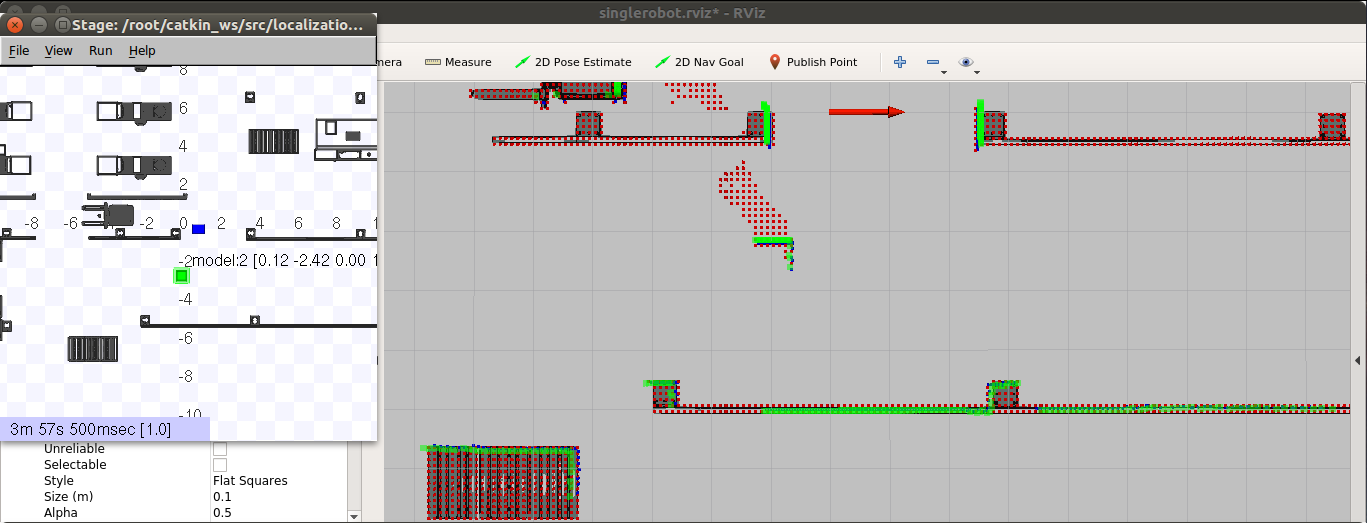 singlerobot.rviz* - RViz
Stage: /root/catkin_ws/src/localizatio...
File View Run Help
mera Measure 2D Pose Estimate 2D Nav Goal Publish Point
8
6
4
2
-8 -6 -2 0 2 4 6 8 1
-2
model:2 [0.12 -2.42 0.00 1
-4
-6
-8
-10
3m 57s 500msec [1.0]
Unreliable
Selectable
Style Flat Squares
Size (m) 0.1
Alpha 0.5